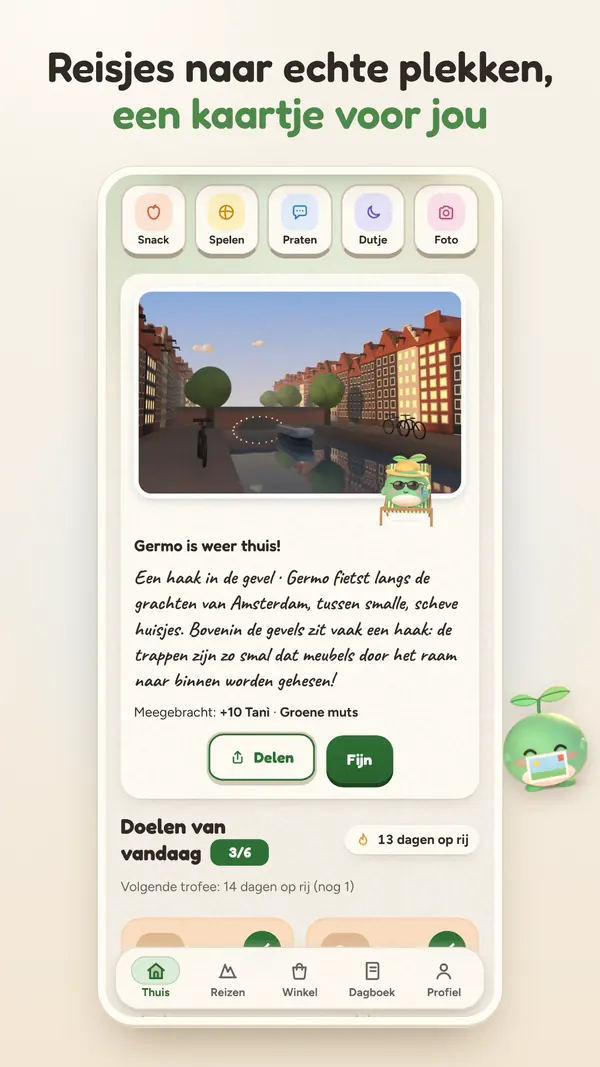 Reisjes naar echte plekken,
een kaartje voor jou
Snack
Spelen
Praten
Dutje
Foto
Germo is weer thuis!
Een haak in de gevel · Germo fietst langs de
grachten van Amsterdam, tussen smalle, scheve
huisjes. Bovenin de gevels zit vaak een haak: de
trappen zijn zo smal dat meubels door het raam
naar binnen worden gehesen!
Meegebracht: +10 Tanì · Groene muts
Delen
Fijn
Doelen van
vandaag 3/6
13 dagen op rij
Volgende trofee: 14 dagen op rij (nog 1)
Thuis
Reizen
Winkel
Dagboek
Profiel